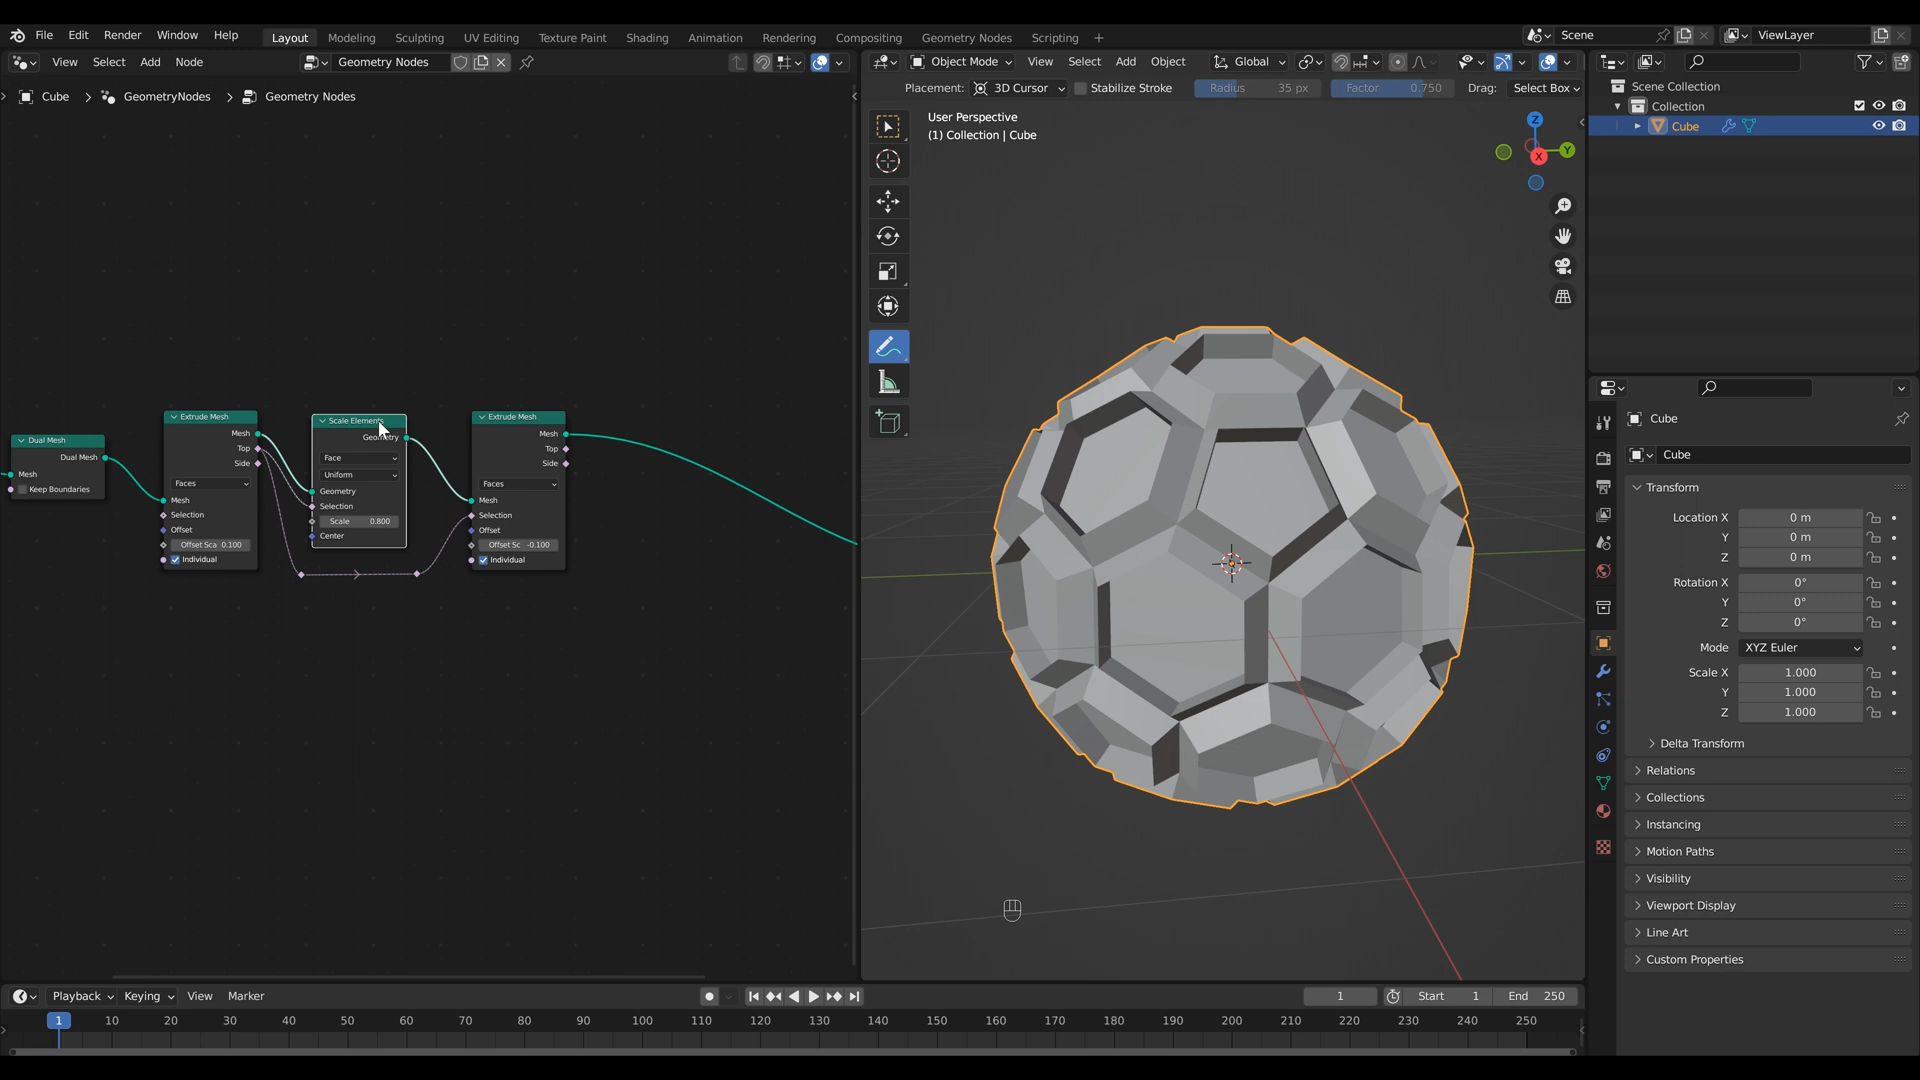 File Edit Render Window Help
Layout Modeling Sculpting UV Editing Texture Paint Shading Animation Rendering Compositing Geometry Nodes Scripting +
Scene
ViewLayer
View Select Add Node
Geometry Nodes
Object Mode
View Select Add Object
Global
Cube > GeometryNodes > Geometry Nodes
Placement: 3D Cursor
Stabilize Stroke
Radius 35 px
Factor 0.750
Drag: Select Box
User Perspective
(1) Collection | Cube
Z
Y
X
Scene Collection
Collection
Cube
Dual Mesh
Dual Mesh
Mesh
Keep Boundaries
Extrude Mesh
Mesh
Top
Side
Faces
Mesh
Selection
Offset
Offset Sca 0.100
Individual
Scale Elements
Geometry
Face
Uniform
Geometry
Selection
Scale 0.800
Center
Extrude Mesh
Mesh
Top
Side
Faces
Mesh
Selection
Offset
Offset Sc -0.100
Individual
Cube
Cube
Transform
Location X 0 m
Y 0 m
Z 0 m
Rotation X 0°
Y 0°
Z 0°
Mode XYZ Euler
Scale X 1.000
Y 1.000
Z 1.000
Delta Transform
Relations
Collections
Instancing
Motion Paths
Visibility
Viewport Display
Line Art
Custom Properties
Playback Keying View Marker
1
Start 1
End 250
1 10 20 30 40 50 60 70 80 90 100 110 120 130 140 150 160 170 180 190 200 210 220 230 240 250